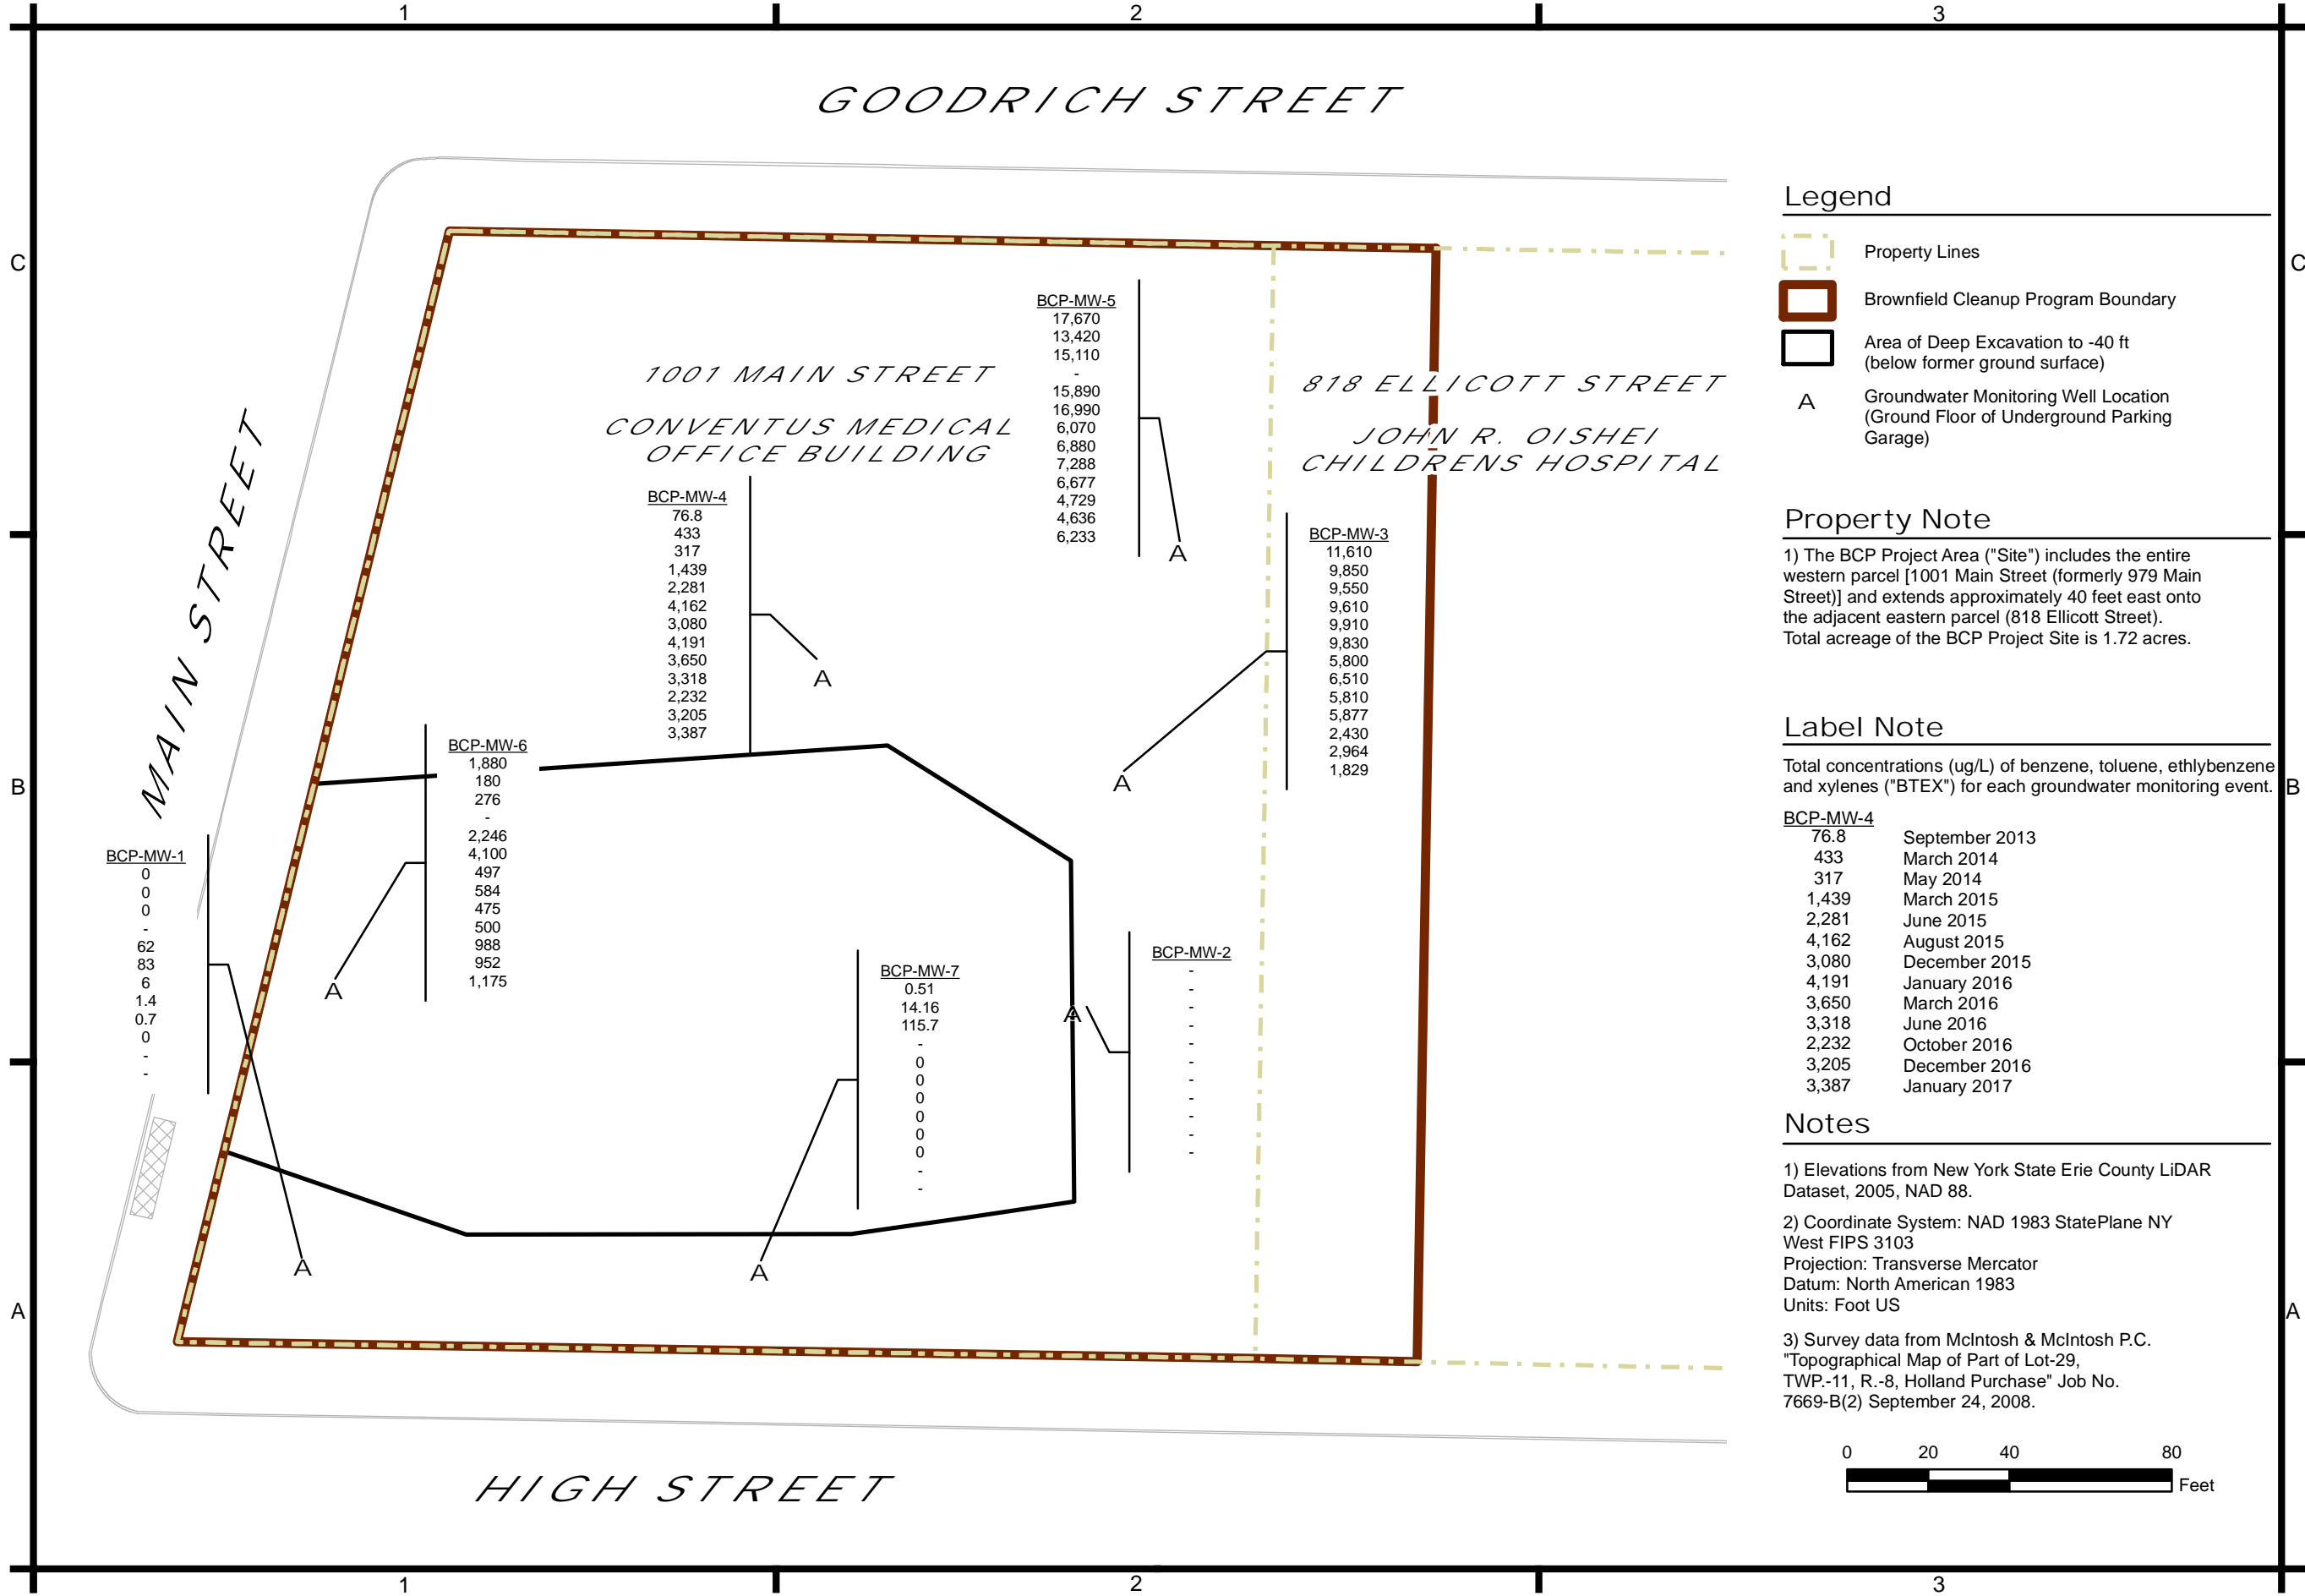 1
2
3
GOODRICH STREET
C
C
MAIN STREET
1001 MAIN STREET
CONVENTUS MEDICAL
OFFICE BUILDING
818 ELLICOTT STREET
JOHN R. OISHEI
CHILDRENS HOSPITAL
BCP-MW-5
17,670
13,420
15,110
-
15,890
16,990
6,070
6,880
7,288
6,677
4,729
4,636
6,233
A
BCP-MW-4
76.8
433
317
1,439
2,281
4,162
3,080
4,191
3,650
3,318
2,232
3,205
3,387
A
BCP-MW-3
11,610
9,850
9,550
9,610
9,910
9,830
5,800
6,510
5,810
5,877
2,430
2,964
1,829
A
B
B
BCP-MW-6
1,880
180
276
-
2,246
4,100
497
584
475
500
988
952
1,175
A
BCP-MW-1
0
0
0
-
62
83
6
1.4
0.7
0
-
-
A
BCP-MW-7
0.51
14.16
115.7
-
0
0
0
0
0
0
-
-
A
BCP-MW-2
-
-
-
-
-
-
-
-
-
-
-
A
A
A
HIGH STREET
Legend
Property Lines
Brownfield Cleanup Program Boundary
Area of Deep Excavation to -40 ft
(below former ground surface)
A
Groundwater Monitoring Well Location
(Ground Floor of Underground Parking
Garage)
Property Note
1) The BCP Project Area ("Site") includes the entire
western parcel [1001 Main Street (formerly 979 Main
Street)] and extends approximately 40 feet east onto
the adjacent eastern parcel (818 Ellicott Street).
Total acreage of the BCP Project Site is 1.72 acres.
Label Note
Total concentrations (ug/L) of benzene, toluene, ethlybenzene
and xylenes ("BTEX") for each groundwater monitoring event.
BCP-MW-4
76.8 September 2013
433 March 2014
317 May 2014
1,439 March 2015
2,281 June 2015
4,162 August 2015
3,080 December 2015
4,191 January 2016
3,650 March 2016
3,318 June 2016
2,232 October 2016
3,205 December 2016
3,387 January 2017
Notes
1) Elevations from New York State Erie County LiDAR
Dataset, 2005, NAD 88.
2) Coordinate System: NAD 1983 StatePlane NY
West FIPS 3103
Projection: Transverse Mercator
Datum: North American 1983
Units: Foot US
3) Survey data from McIntosh & McIntosh P.C.
"Topographical Map of Part of Lot-29,
TWP.-11, R.-8, Holland Purchase" Job No.
7669-B(2) September 24, 2008.
0 20 40 80
Feet
1
2
3